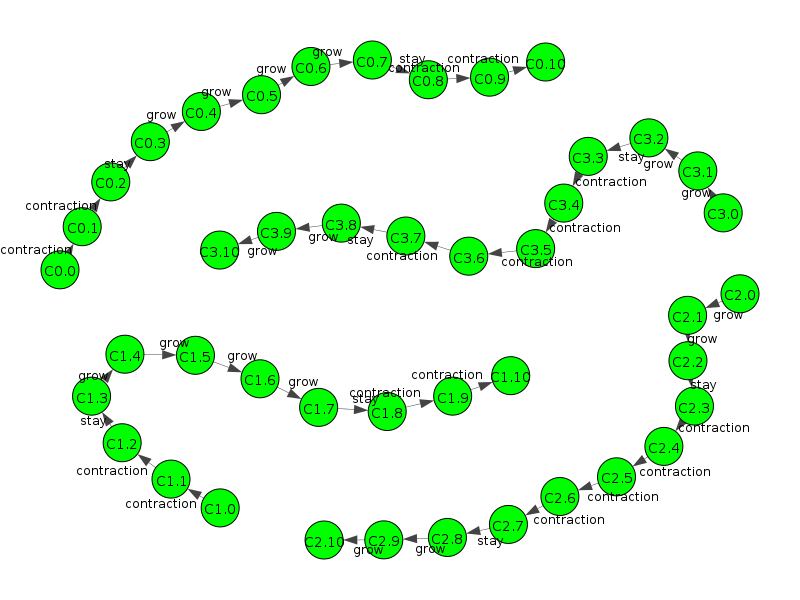 C0.0
contraction
C0.1
contraction
C0.2
stay
C0.3
grow
C0.4
grow
C0.5
grow
C0.6
grow
C0.7
stay
C0.8
contraction
C0.9
contraction
C0.10
C3.0
grow
C3.1
grow
C3.2
stay
C3.3
contraction
C3.4
contraction
C3.5
contraction
C3.6
contraction
C3.7
stay
C3.8
grow
C3.9
grow
C3.10
C1.0
contraction
C1.1
contraction
C1.2
stay
C1.3
grow
C1.4
grow
C1.5
grow
C1.6
grow
C1.7
stay
C1.8
contraction
C1.9
contraction
C1.10
C2.0
grow
C2.1
grow
C2.2
stay
C2.3
contraction
C2.4
contraction
C2.5
contraction
C2.6
contraction
C2.7
stay
C2.8
grow
C2.9
grow
C2.10